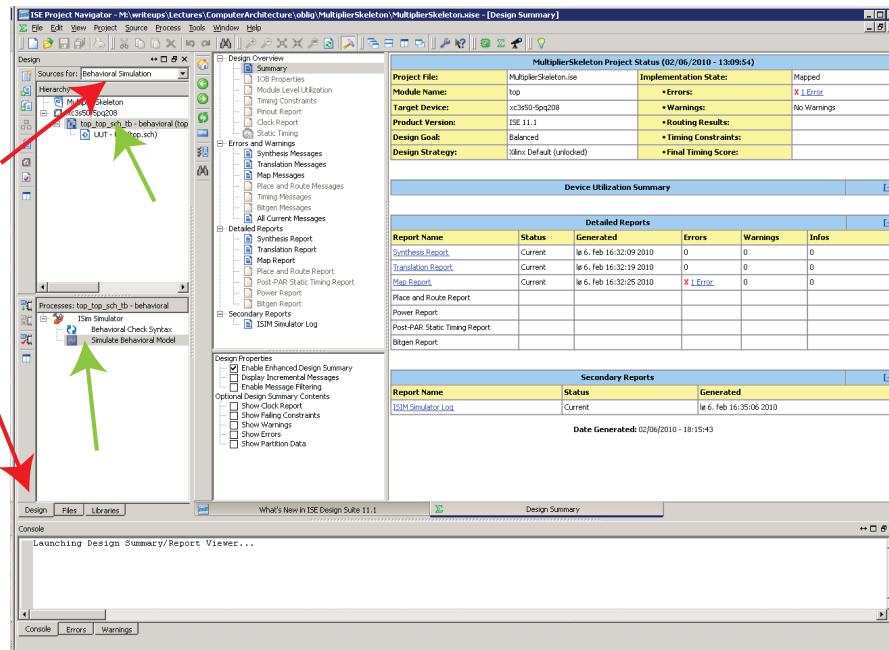 ISE Project Navigator - M:\writeups\Lectures\ComputerArchitecture\oblig\MultiplierSkeleton\MultiplierSkeleton.xise - [Design Summary]
File Edit View Project Source Process Tools Window Help
Design
Sources for: Behavioral Simulation
Hierarchy
xc3s50-5pq208
top_top_sch_tb - behavioral (top
UUT -
Processes: top_top_sch_tb - behavioral
ISim Simulator
Behavioral Check Syntax
Simulate Behavioral Model
Design Files Libraries
Design Overview
Summary
IOB Properties
Module Level Utilization
Timing Constraints
Pinout Report
Clock Report
Static Timing
Errors and Warnings
Synthesis Messages
Translation Messages
Map Messages
Place and Route Messages
Timing Messages
Bitgen Messages
All Current Messages
Detailed Reports
Synthesis Report
Translation Report
Map Report
Place and Route Report
Post-PAR Static Timing Report
Power Report
Bitgen Report
Secondary Reports
ISIM Simulator Log
Design Properties
Enable Enhanced Design Summary
Display Incremental Messages
Enable Message Filtering
Optional Design Summary Contents
Show Clock Report
Show Failing Constraints
Show Warnings
Show Errors
Show Partition Data
MultiplierSkeleton Project Status (02/06/2010 - 13:09:54)
Project File: MultiplierSkeleton.ise Implementation State: Mapped
Module Name: top •Errors: X 1 Error
Target Device: xc3s50-5pq208 •Warnings: No Warnings
Product Version: ISE 11.1 •Routing Results:
Design Goal: Balanced •Timing Constraints:
Design Strategy: Xilinx Default (unlocked) •Final Timing Score:
Device Utilization Summary
Detailed Reports
Report Name Status Generated Errors Warnings Infos
Synthesis Report Current lø 6. feb 16:32:09 2010 0 0 0
Translation Report Current lø 6. feb 16:32:19 2010 0 0 0
Map Report Current lø 6. feb 16:32:25 2010 X 1 Error 0 0
Place and Route Report
Power Report
Post-PAR Static Timing Report
Bitgen Report
Secondary Reports
Report Name Status Generated
ISIM Simulator Log Current lø 6. feb 16:35:06 2010
Date Generated: 02/06/2010 - 18:15:43
What's New in ISE Design Suite 11.1 Design Summary
Console
Launching Design Summary/Report Viewer...
Console Errors Warnings